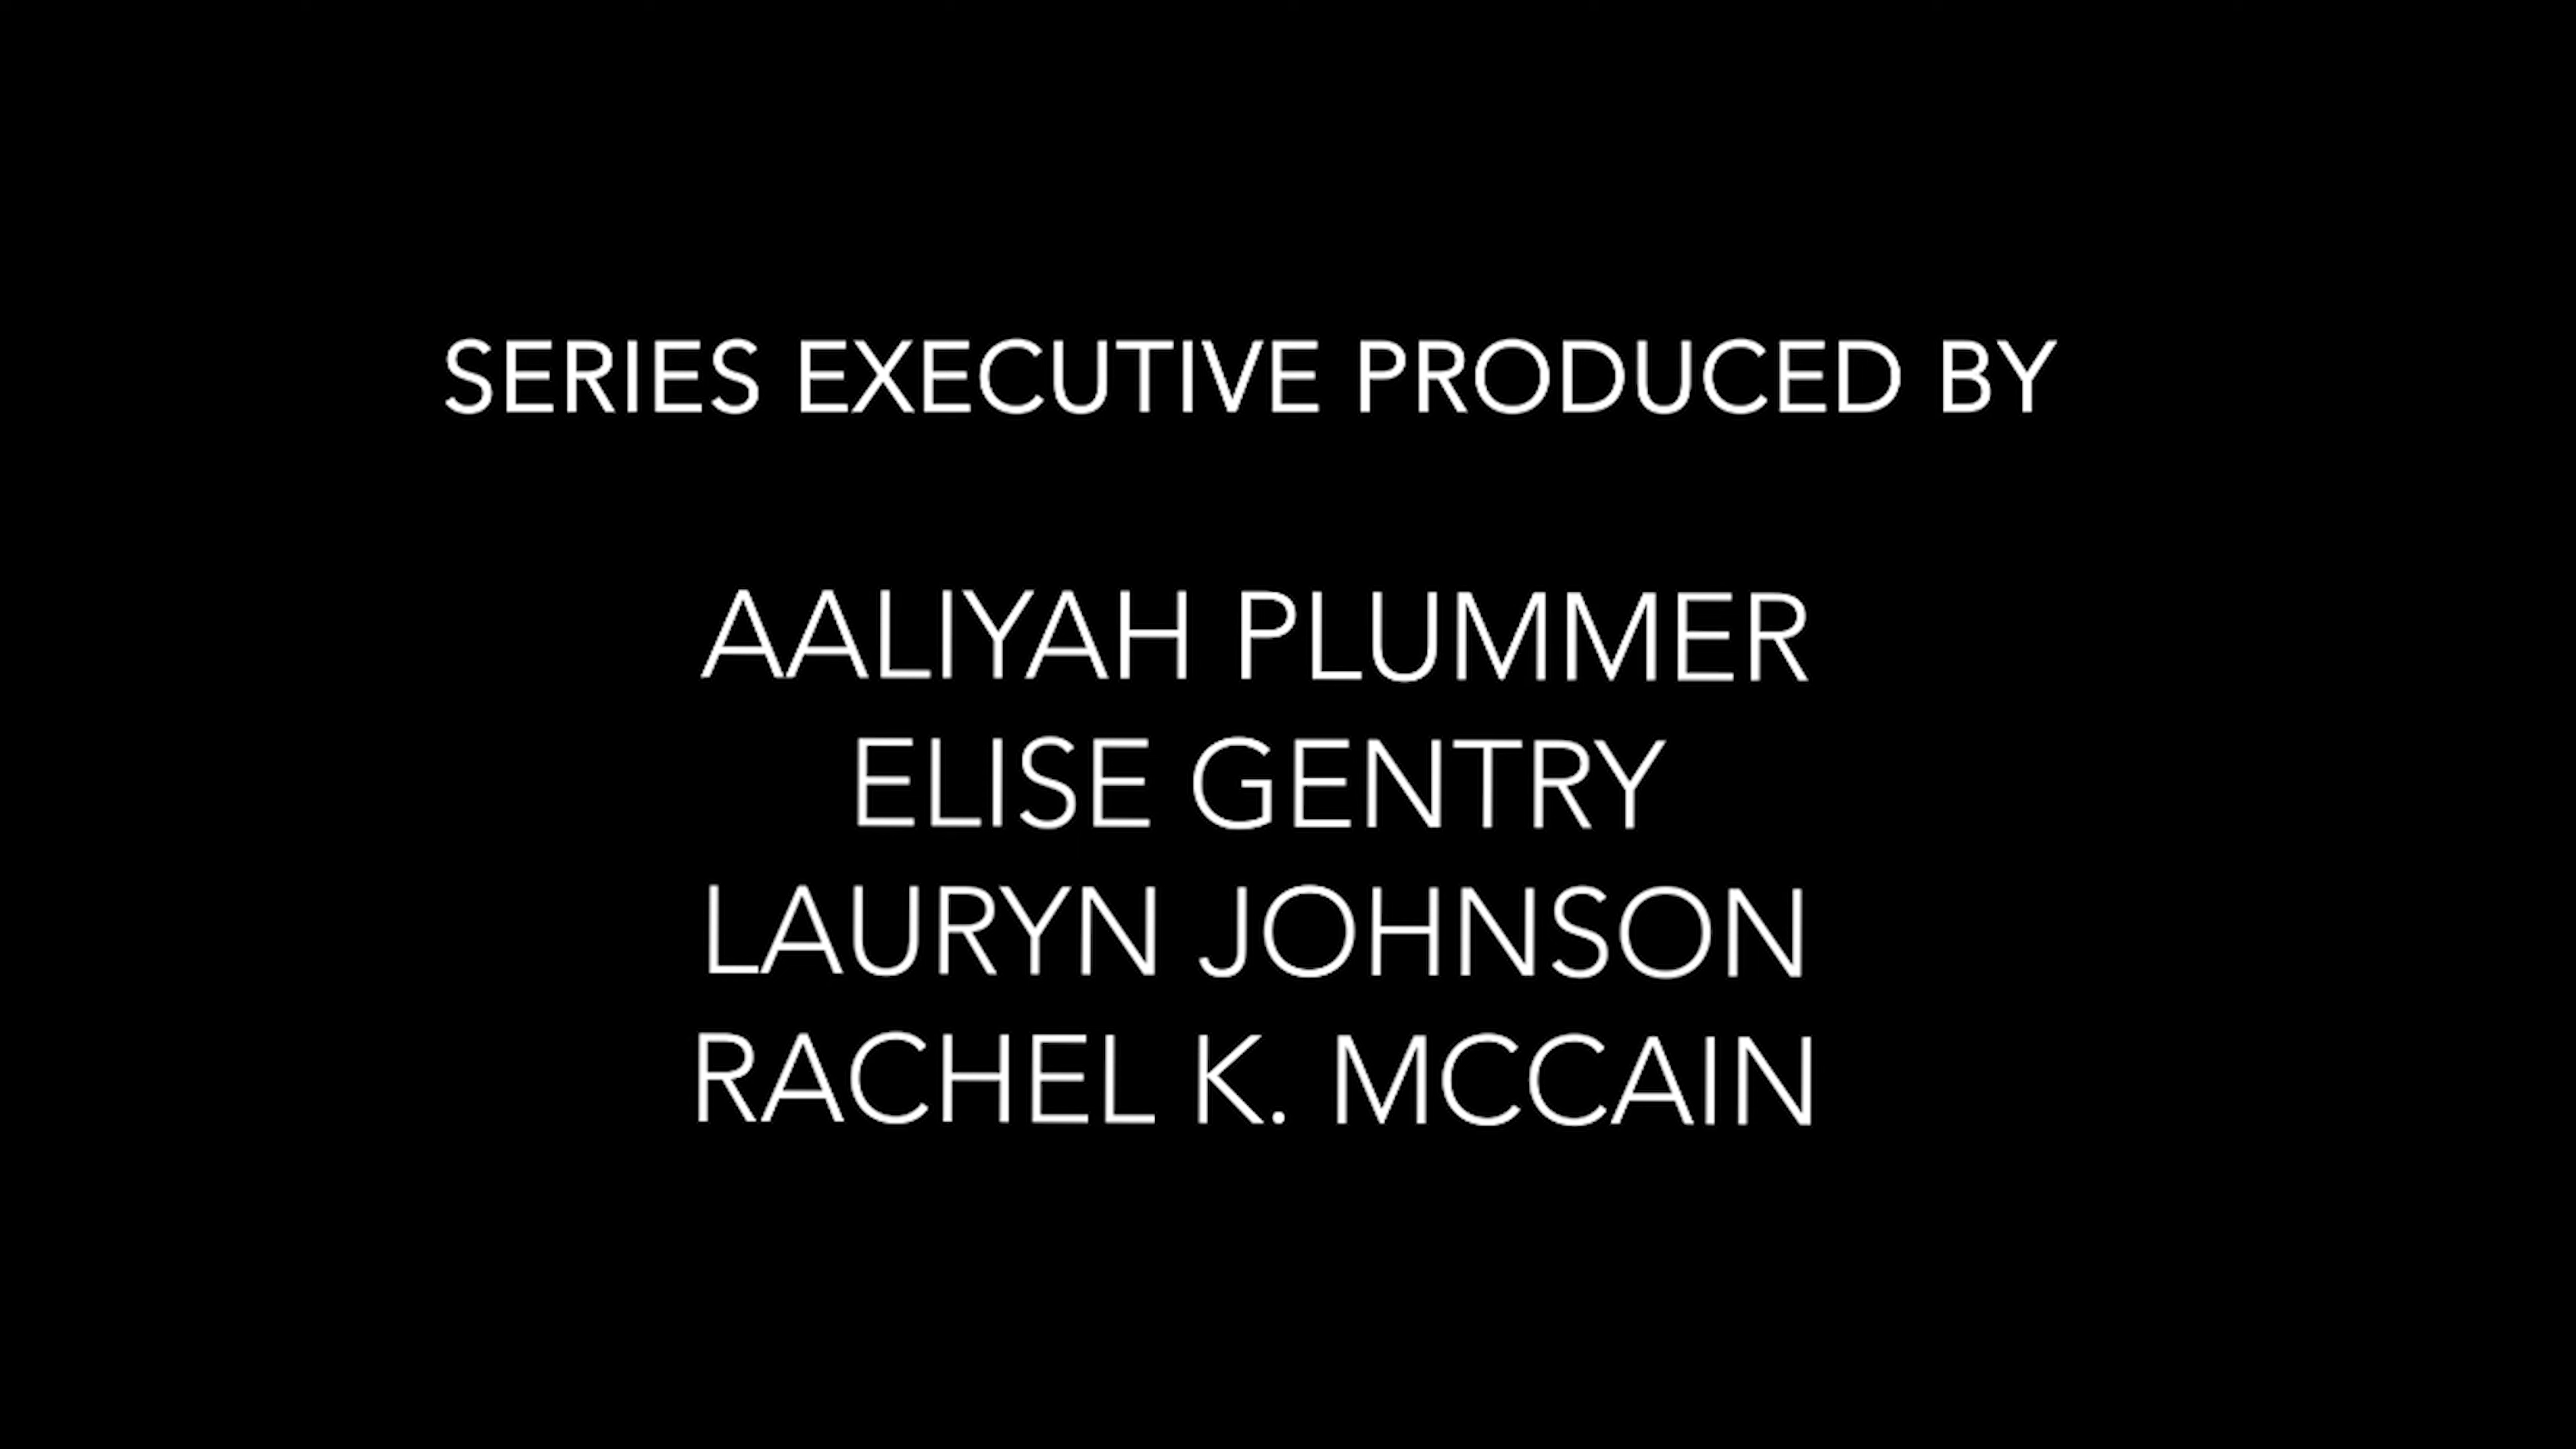 SERIES EXECUTIVE PRODUCED BY
AALIYAH PLUMMER
ELISE GENTRY
LAURYN JOHNSON
RACHEL K. MCCAIN